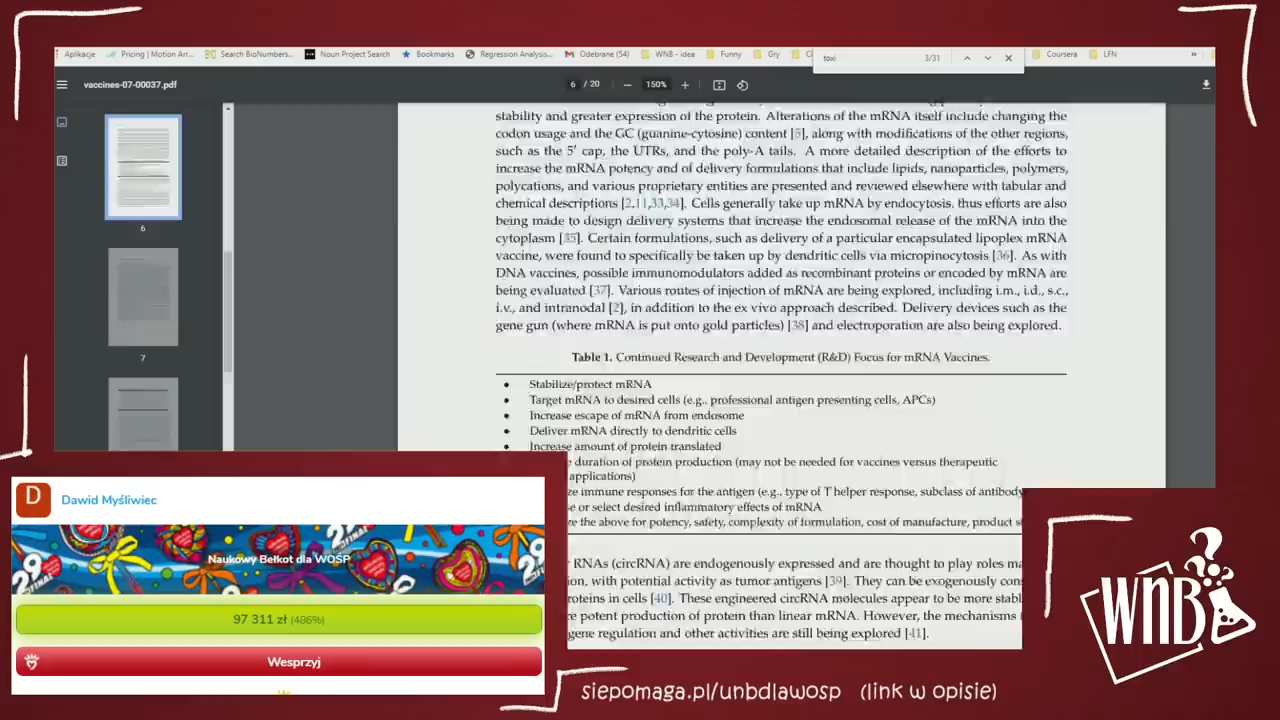 Aplikacje
Pricing | Motion Arr...
Search BioNumbers...
Noun Project Search
Bookmarks
Regression Analysis...
Odebrane (54)
WNB - idea
Funny
Gry
toxi
3/31
Coursera
LFN
»
vaccines-07-00037.pdf
6 / 20
150%
stability and greater expression of the protein. Alterations of the mRNA itself include changing the
codon usage and the GC (guanine-cytosine) content [5], along with modifications of the other regions,
such as the 5′ cap, the UTRs, and the poly-A tails. A more detailed description of the efforts to
increase the mRNA potency and of delivery formulations that include lipids, nanoparticles, polymers,
polycations, and various proprietary entities are presented and reviewed elsewhere with tabular and
chemical descriptions [2,11,33,34]. Cells generally take up mRNA by endocytosis, thus efforts are also
being made to design delivery systems that increase the endosomal release of the mRNA into the
cytoplasm [35]. Certain formulations, such as delivery of a particular encapsulated lipoplex mRNA
vaccine, were found to specifically be taken up by dendritic cells via micropinocytosis [36]. As with
DNA vaccines, possible immunomodulators added as recombinant proteins or encoded by mRNA are
being evaluated [37]. Various routes of injection of mRNA are being explored, including i.m., i.d., s.c.,
i.v., and intranodal [2], in addition to the ex vivo approach described. Delivery devices such as the
gene gun (where mRNA is put onto gold particles) [38] and electroporation are also being explored.
Table 1. Continued Research and Development (R&D) Focus for mRNA Vaccines.
• Stabilize/protect mRNA
• Target mRNA to desired cells (e.g., professional antigen presenting cells, APCs)
• Increase escape of mRNA from endosome
• Deliver mRNA directly to dendritic cells
• Increase amount of protein translated
duration of protein production (may not be needed for vaccines versus therapeutic
applications)
ze immune responses for the antigen (e.g., type of T helper response, subclass of antibody
se or select desired inflammatory effects of mRNA
re the above for potency, safety, complexity of formulation, cost of manufacture, product st
RNAs (circRNA) are endogenously expressed and are thought to play roles ma
ion, with potential activity as tumor antigens [39]. They can be exogenously cons
roteins in cells [40]. These engineered circRNA molecules appear to be more stabl
re potent production of protein than linear mRNA. However, the mechanisms
gene regulation and other activities are still being explored [41].
6
7
D
Dawid Myśliwiec
Naukowy Bełkot dla WOŚP
29 FINAŁ
97 311 zł (486%)
Wesprzyj
WNB
siepomaga.pl/unbdlawosp (link w opisie)